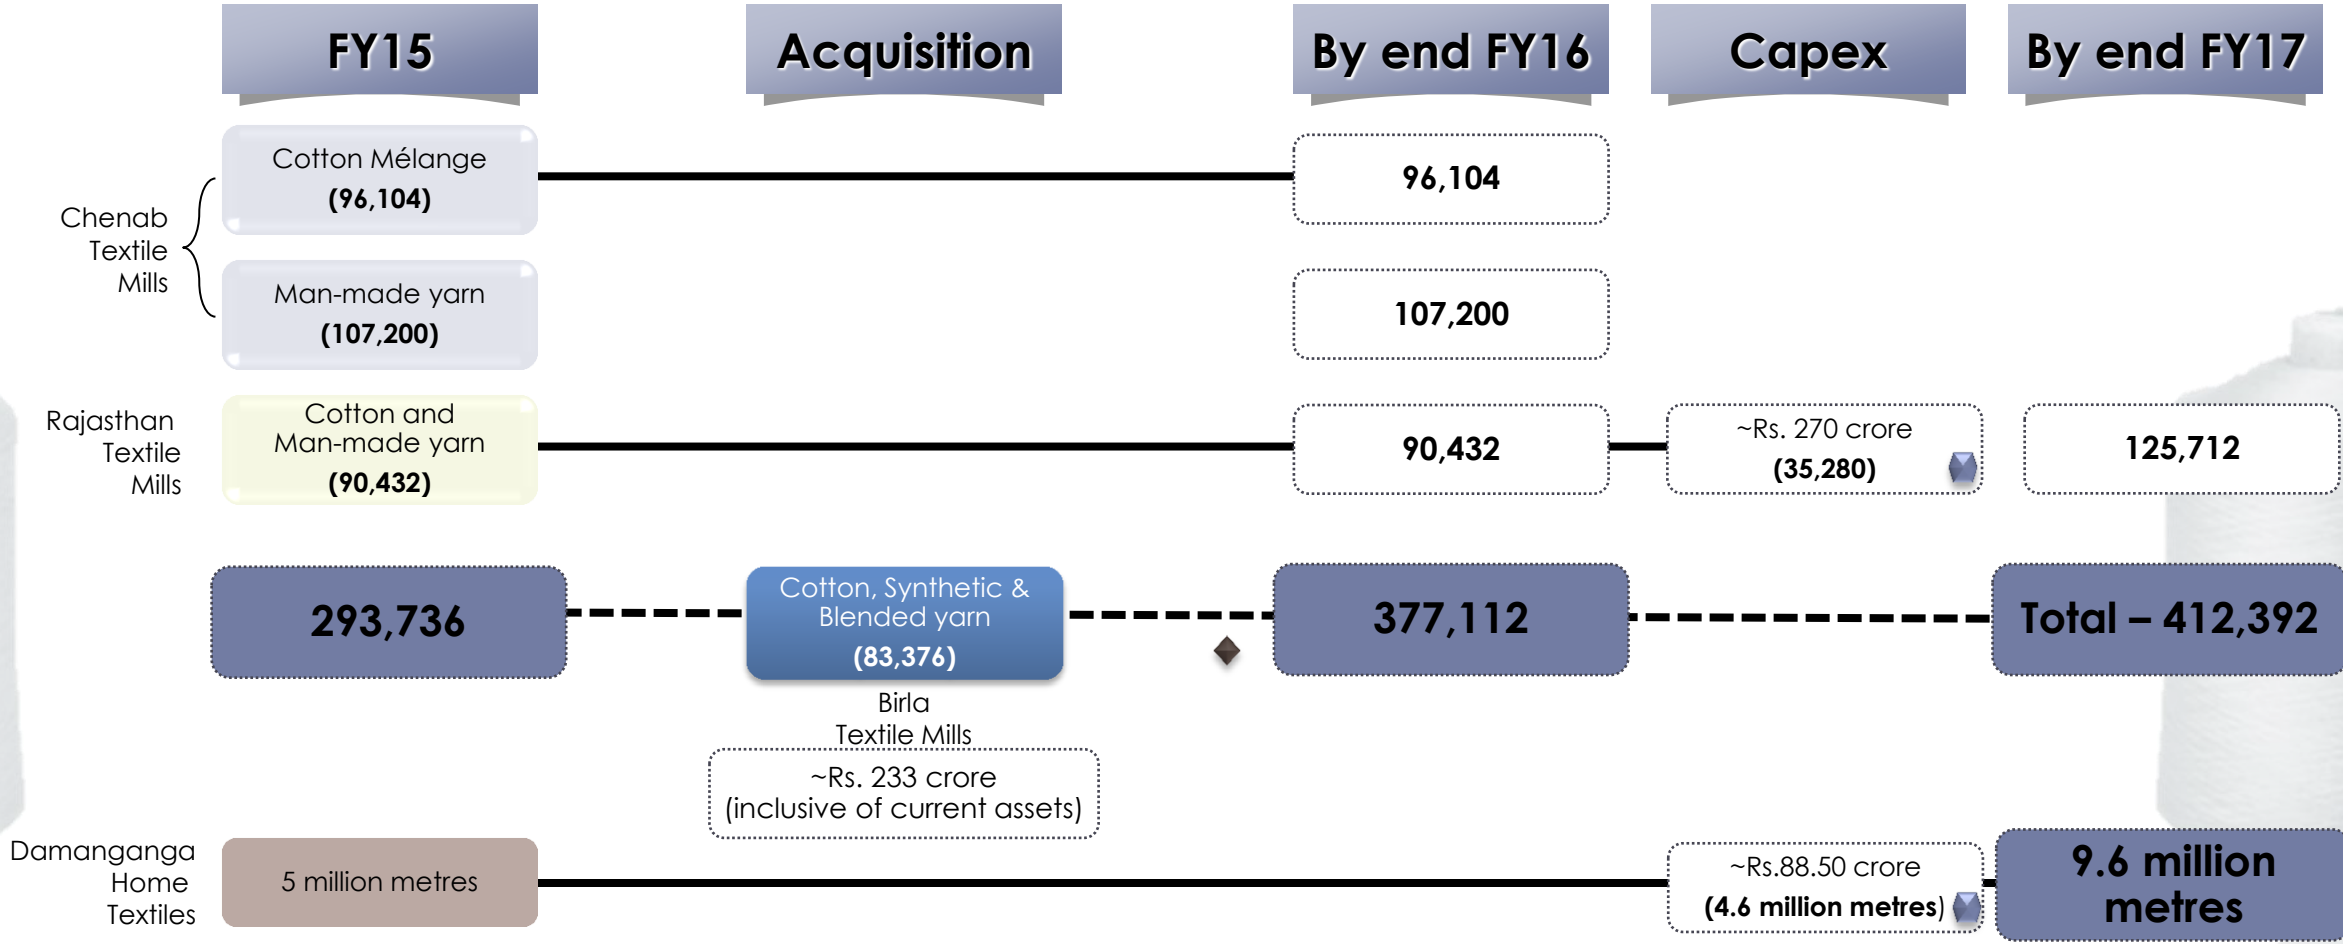 FY15
Acquisition
By end FY16
Capex
By end FY17
Chenab
Textile
Mills
Cotton Mélange
(96,104)
96,104
Man-made yarn
(107,200)
107,200
Rajasthan
Textile
Mills
Cotton and
Man-made yarn
(90,432)
90,432
~Rs. 270 crore
(35,280)
125,712
293,736
Cotton, Synthetic &
Blended yarn
(83,376)
377,112
Total – 412,392
Birla
Textile Mills
~Rs. 233 crore
(inclusive of current assets)
Damanganga
Home
Textiles
5 million metres
~Rs.88.50 crore
(4.6 million metres)
9.6 million
metres